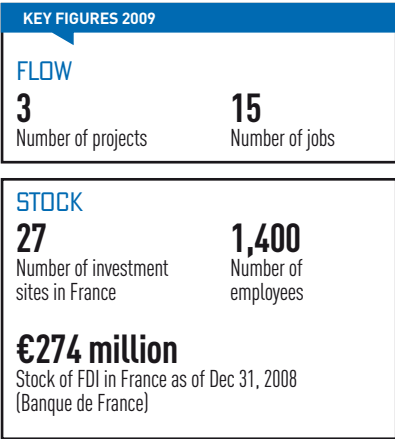 KEY FIGURES 2009
FLOW
3
Number of projects
15
Number of jobs
STOCK
27
Number of investment
sites in France
1,400
Number of
employees
€274 million
Stock of FDI in France as of Dec 31, 2008
(Banque de France)